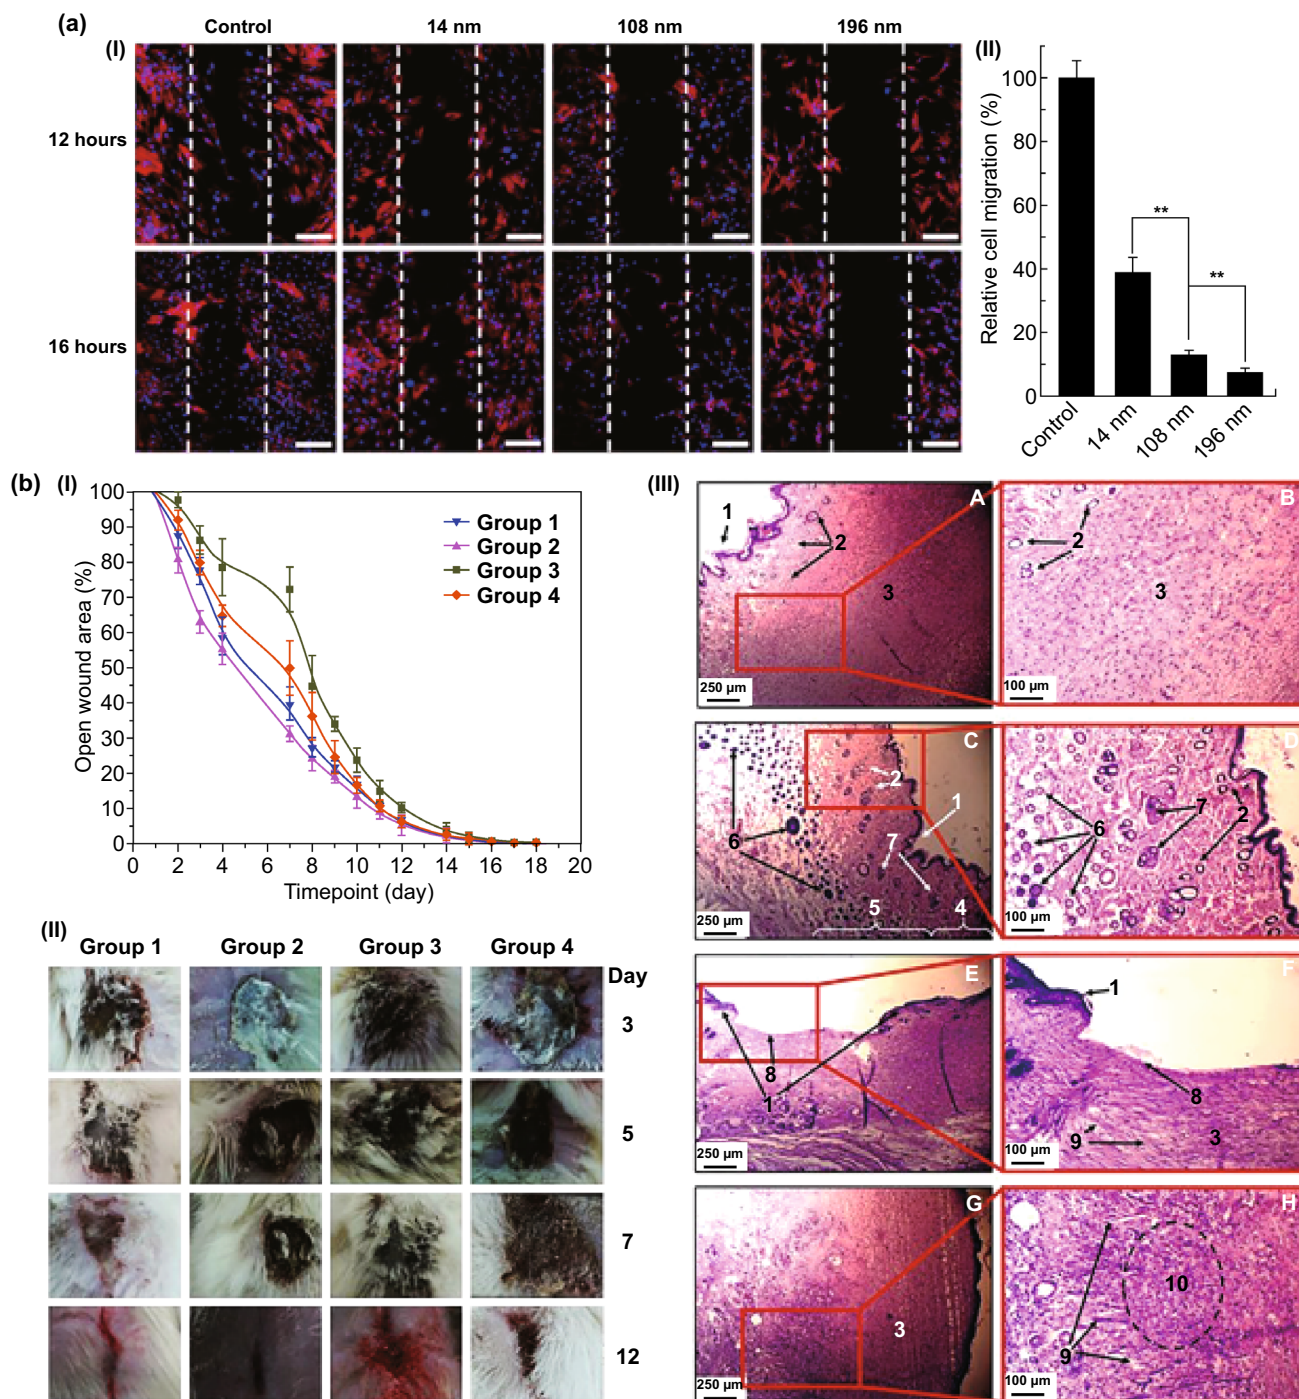 (a)
Control 14 nm 108 nm 196 nm
(I)
12 hours
16 hours
(II)
Relative cell migration (%)
100
80
60
40
20
0
**
**
Control
14 nm
108 nm
196 nm
(b)
(I)
Open wound area (%)
100
90
80
70
60
50
40
30
20
10
0
0 2 4 6 8 10 12 14 16 18 20
Timepoint (day)
Group 1
Group 2
Group 3
Group 4
(II)
Group 1 Group 2 Group 3 Group 4
Day
3
5
7
12
(III)
A
1
2
3
250 µm
B
2
3
100 µm
C
2
1
6
7
5 4
250 µm
D
7
6 2
100 µm
E
8
1
250 µm
F
1
8
9 3
100 µm
G
3
250 µm
H
10
9
100 µm